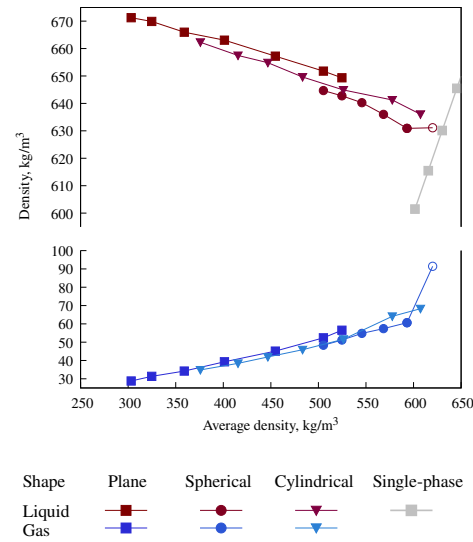 670
660
650
640
630
620
610
600
Density, kg/m³
100
90
80
70
60
50
40
30
250 300 350 400 450 500 550 600 650
Average density, kg/m³
Shape Plane Spherical Cylindrical Single-phase
Liquid
Gas